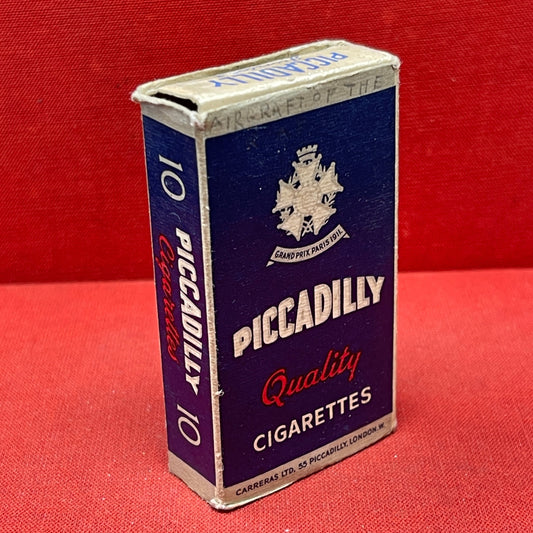 PICCADILLY
AIRCRAFT OF THE
GRAND PRIX PARIS 1911.
PICCADILLY
Quality
CIGARETTES
CARRERAS LTD, 55 PICCADILLY, LONDON.W.
10 PICCADILLY 10
Cigarettes